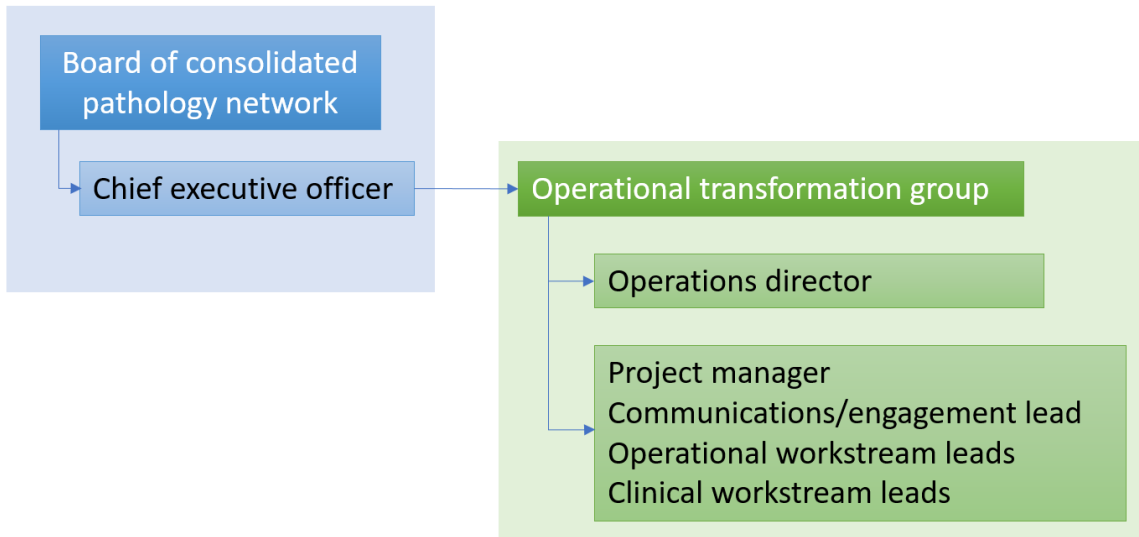 Board of consolidated
pathology network
Chief executive officer
Operational transformation group
Operations director
Project manager
Communications/engagement lead
Operational workstream leads
Clinical workstream leads